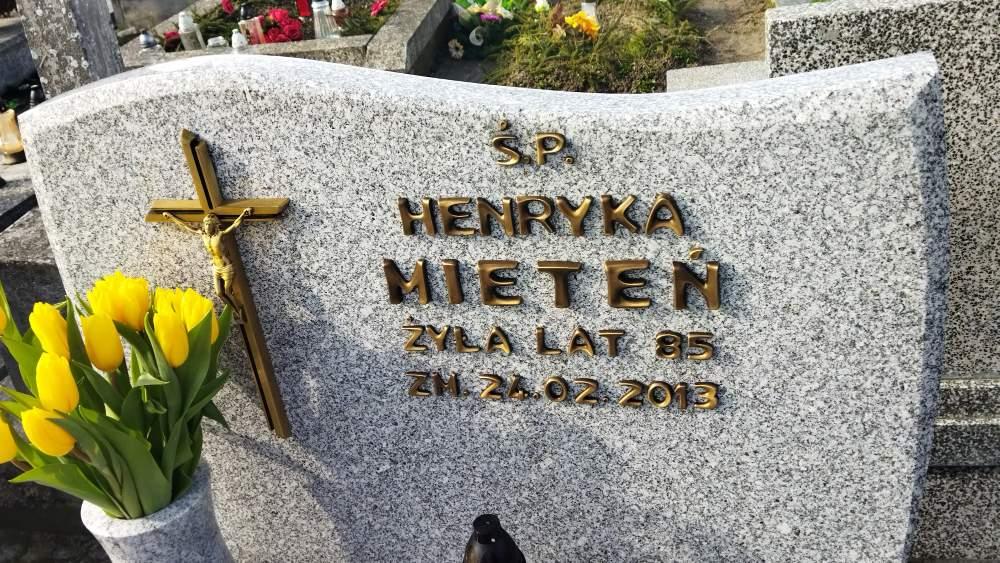 Ś.P.
HENRYKA
MIETEŃ
ŻYŁA LAT 85
ZM. 24.02.2013